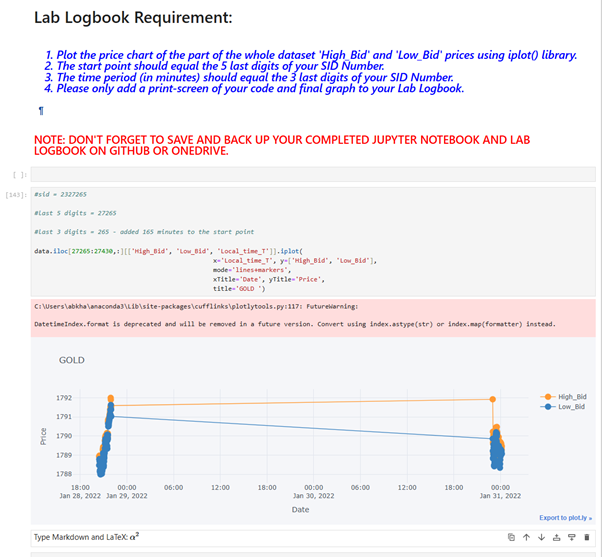 Lab Logbook Requirement:
1. Plot the price chart of the part of the whole dataset 'High_Bid' and 'Low_Bid' prices using iplot() library.
2. The start point should equal the 5 last digits of your SID Number.
3. The time period (in minutes) should equal the 3 last digits of your SID Number.
4. Please only add a print-screen of your code and final graph to your Lab Logbook.
¶
NOTE: DON'T FORGET TO SAVE AND BACK UP YOUR COMPLETED JUPYTER NOTEBOOK AND LAB
LOGBOOK ON GITHUB OR ONEDRIVE.
[ ]:
[143]:
#sid = 2327265
#last 5 digits = 27265
#last 3 digits = 265 - added 165 minutes to the start point
data.iloc[27265:27430,:][['High_Bid', 'Low_Bid', 'Local_time_T']].iplot(
x='Local_time_T', y=['High_Bid', 'Low_Bid'],
mode='lines+markers',
xTitle='Date', yTitle='Price',
title='GOLD ')
C:\Users\abkha\anaconda3\Lib\site-packages\cufflinks\plotlytools.py:117: FutureWarning:
DatetimeIndex.format is deprecated and will be removed in a future version. Convert using index.astype(str) or index.map(formatter) instead.
GOLD
1792
1791
1790
1789
1788
Price
High_Bid
Low_Bid
18:00 00:00 06:00 12:00 18:00 00:00 06:00 12:00 18:00 00:00
Jan 28, 2022 Jan 29, 2022 Jan 30, 2022 Jan 31, 2022
Date
Export to plot.ly »
Type Markdown and LaTeX: α²